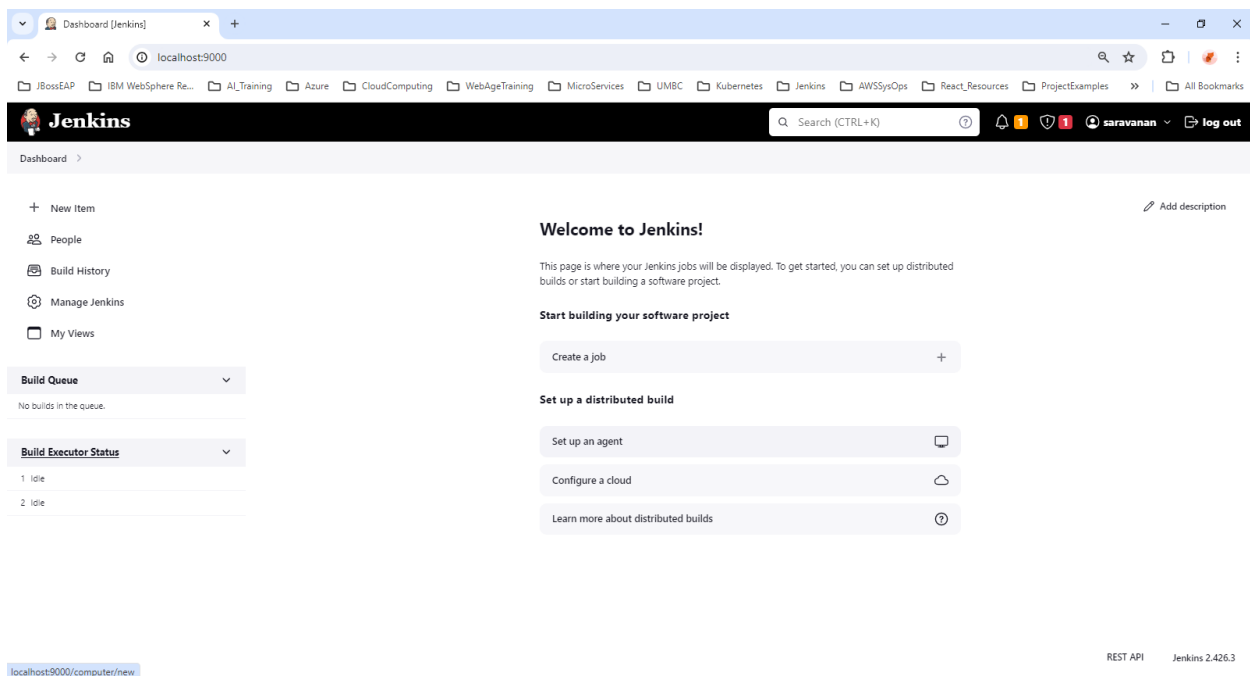 Dashboard [Jenkins]
localhost:9000
JBossEAP IBM WebSphere Re... AI_Training Azure CloudComputing WebAgeTraining MicroServices UMBC Kubernetes Jenkins AWSSysOps React_Resources ProjectExamples All Bookmarks
Jenkins Search (CTRL+K) 1 1 saravanan log out
Dashboard
New Item
People
Build History
Manage Jenkins
My Views
Build Queue
No builds in the queue.
Build Executor Status
1 Idle
2 Idle
Add description
Welcome to Jenkins!
This page is where your Jenkins jobs will be displayed. To get started, you can set up distributed
builds or start building a software project.
Start building your software project
Create a job
Set up a distributed build
Set up an agent
Configure a cloud
Learn more about distributed builds
REST API Jenkins 2.426.3
localhost:9000/computer/new